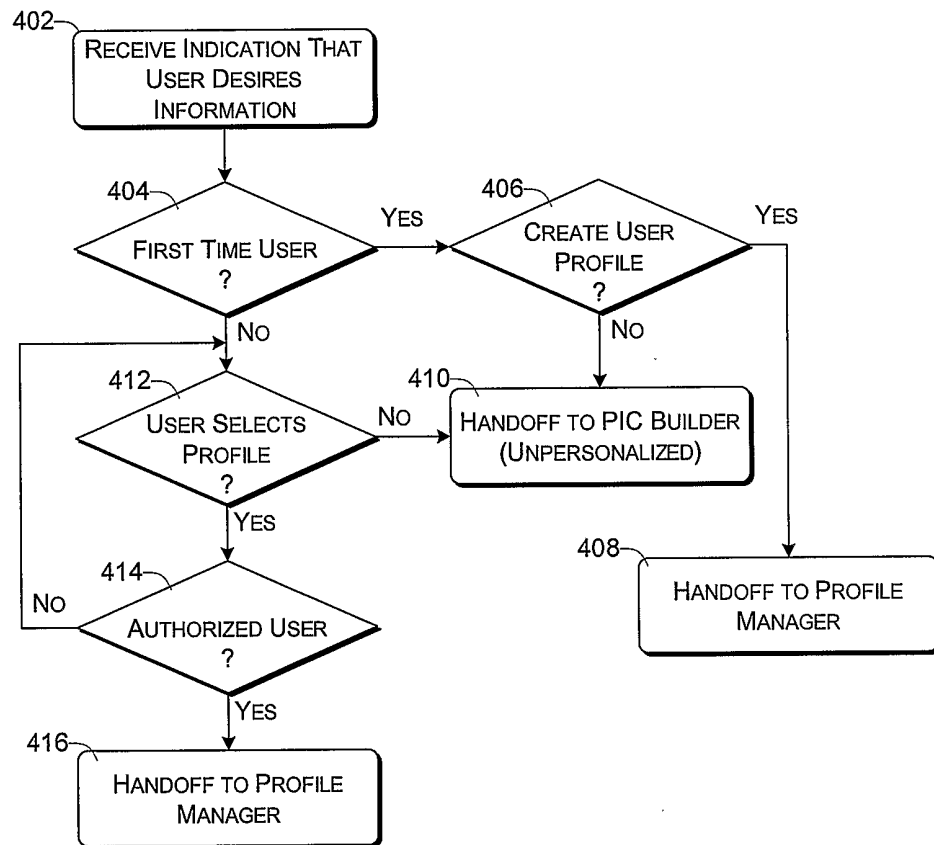 402
RECEIVE INDICATION THAT
USER DESIRES
INFORMATION
404
FIRST TIME USER
?
YES
406
CREATE USER
PROFILE
?
YES
NO
NO
412
USER SELECTS
PROFILE
?
NO
410
HANDOFF TO PIC BUILDER
(UNPERSONALIZED)
YES
408
HANDOFF TO PROFILE
MANAGER
414
NO
AUTHORIZED USER
?
YES
416
HANDOFF TO PROFILE
MANAGER